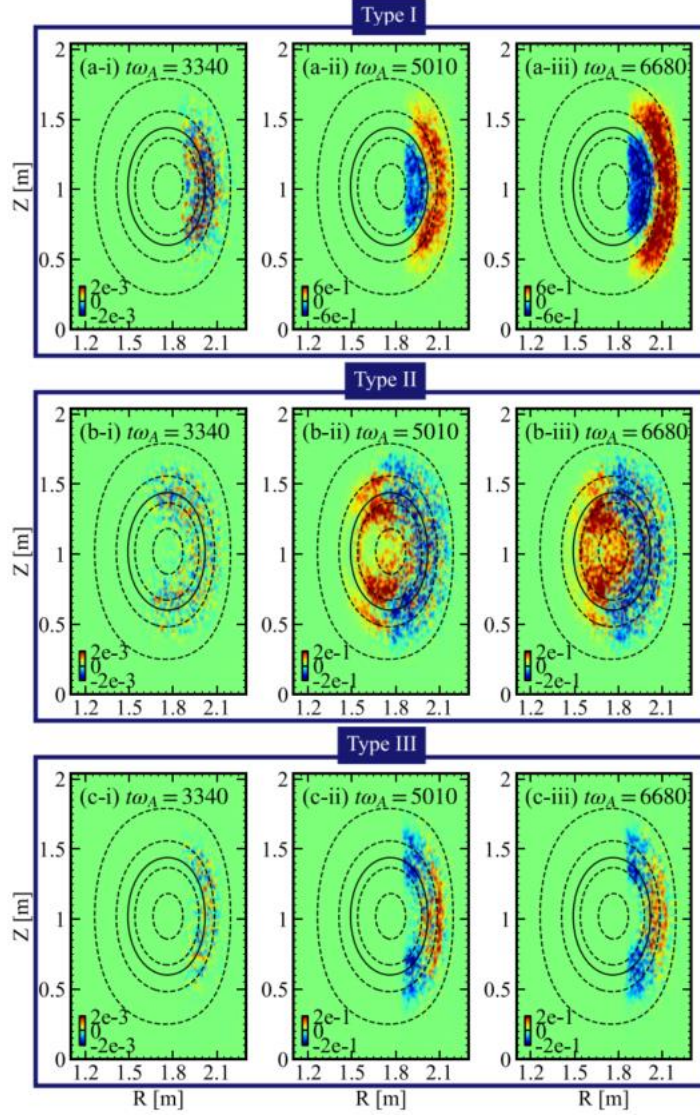 Type I
(a-i) tω_A = 3340
(a-ii) tω_A = 5010
(a-iii) tω_A = 6680
Z [m]
2
1.5
1
0.5
0
2e-3
0
-2e-3
6e-1
0
-6e-1
6e-1
0
-6e-1
1.2 1.5 1.8 2.1
1.2 1.5 1.8 2.1
1.2 1.5 1.8 2.1
Type II
(b-i) tω_A = 3340
(b-ii) tω_A = 5010
(b-iii) tω_A = 6680
Z [m]
2
1.5
1
0.5
0
2e-3
0
-2e-3
2e-1
0
-2e-1
2e-1
0
-2e-1
1.2 1.5 1.8 2.1
1.2 1.5 1.8 2.1
1.2 1.5 1.8 2.1
Type III
(c-i) tω_A = 3340
(c-ii) tω_A = 5010
(c-iii) tω_A = 6680
Z [m]
2
1.5
1
0.5
0
2e-3
0
-2e-3
2e-1
0
-2e-1
2e-1
0
-2e-1
1.2 1.5 1.8 2.1
1.2 1.5 1.8 2.1
1.2 1.5 1.8 2.1
R [m]
R [m]
R [m]